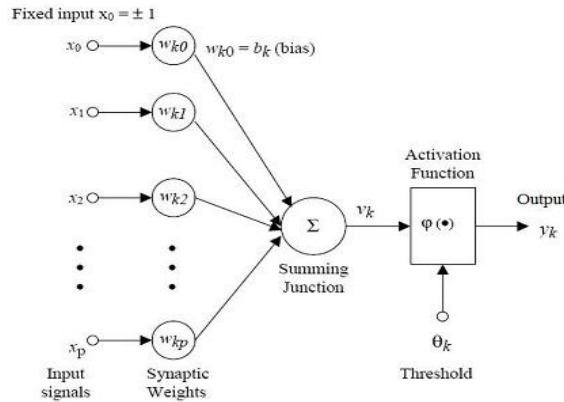 Fixed input x0 = ± 1
x0 wk0 wk0 = bk (bias)
x1 wk1
x2 wk2
Σ
Summing
Junction
vk
Activation
Function
φ(•)
Output
yk
θk
Threshold
xp wkp
Input
signals
Synaptic
Weights